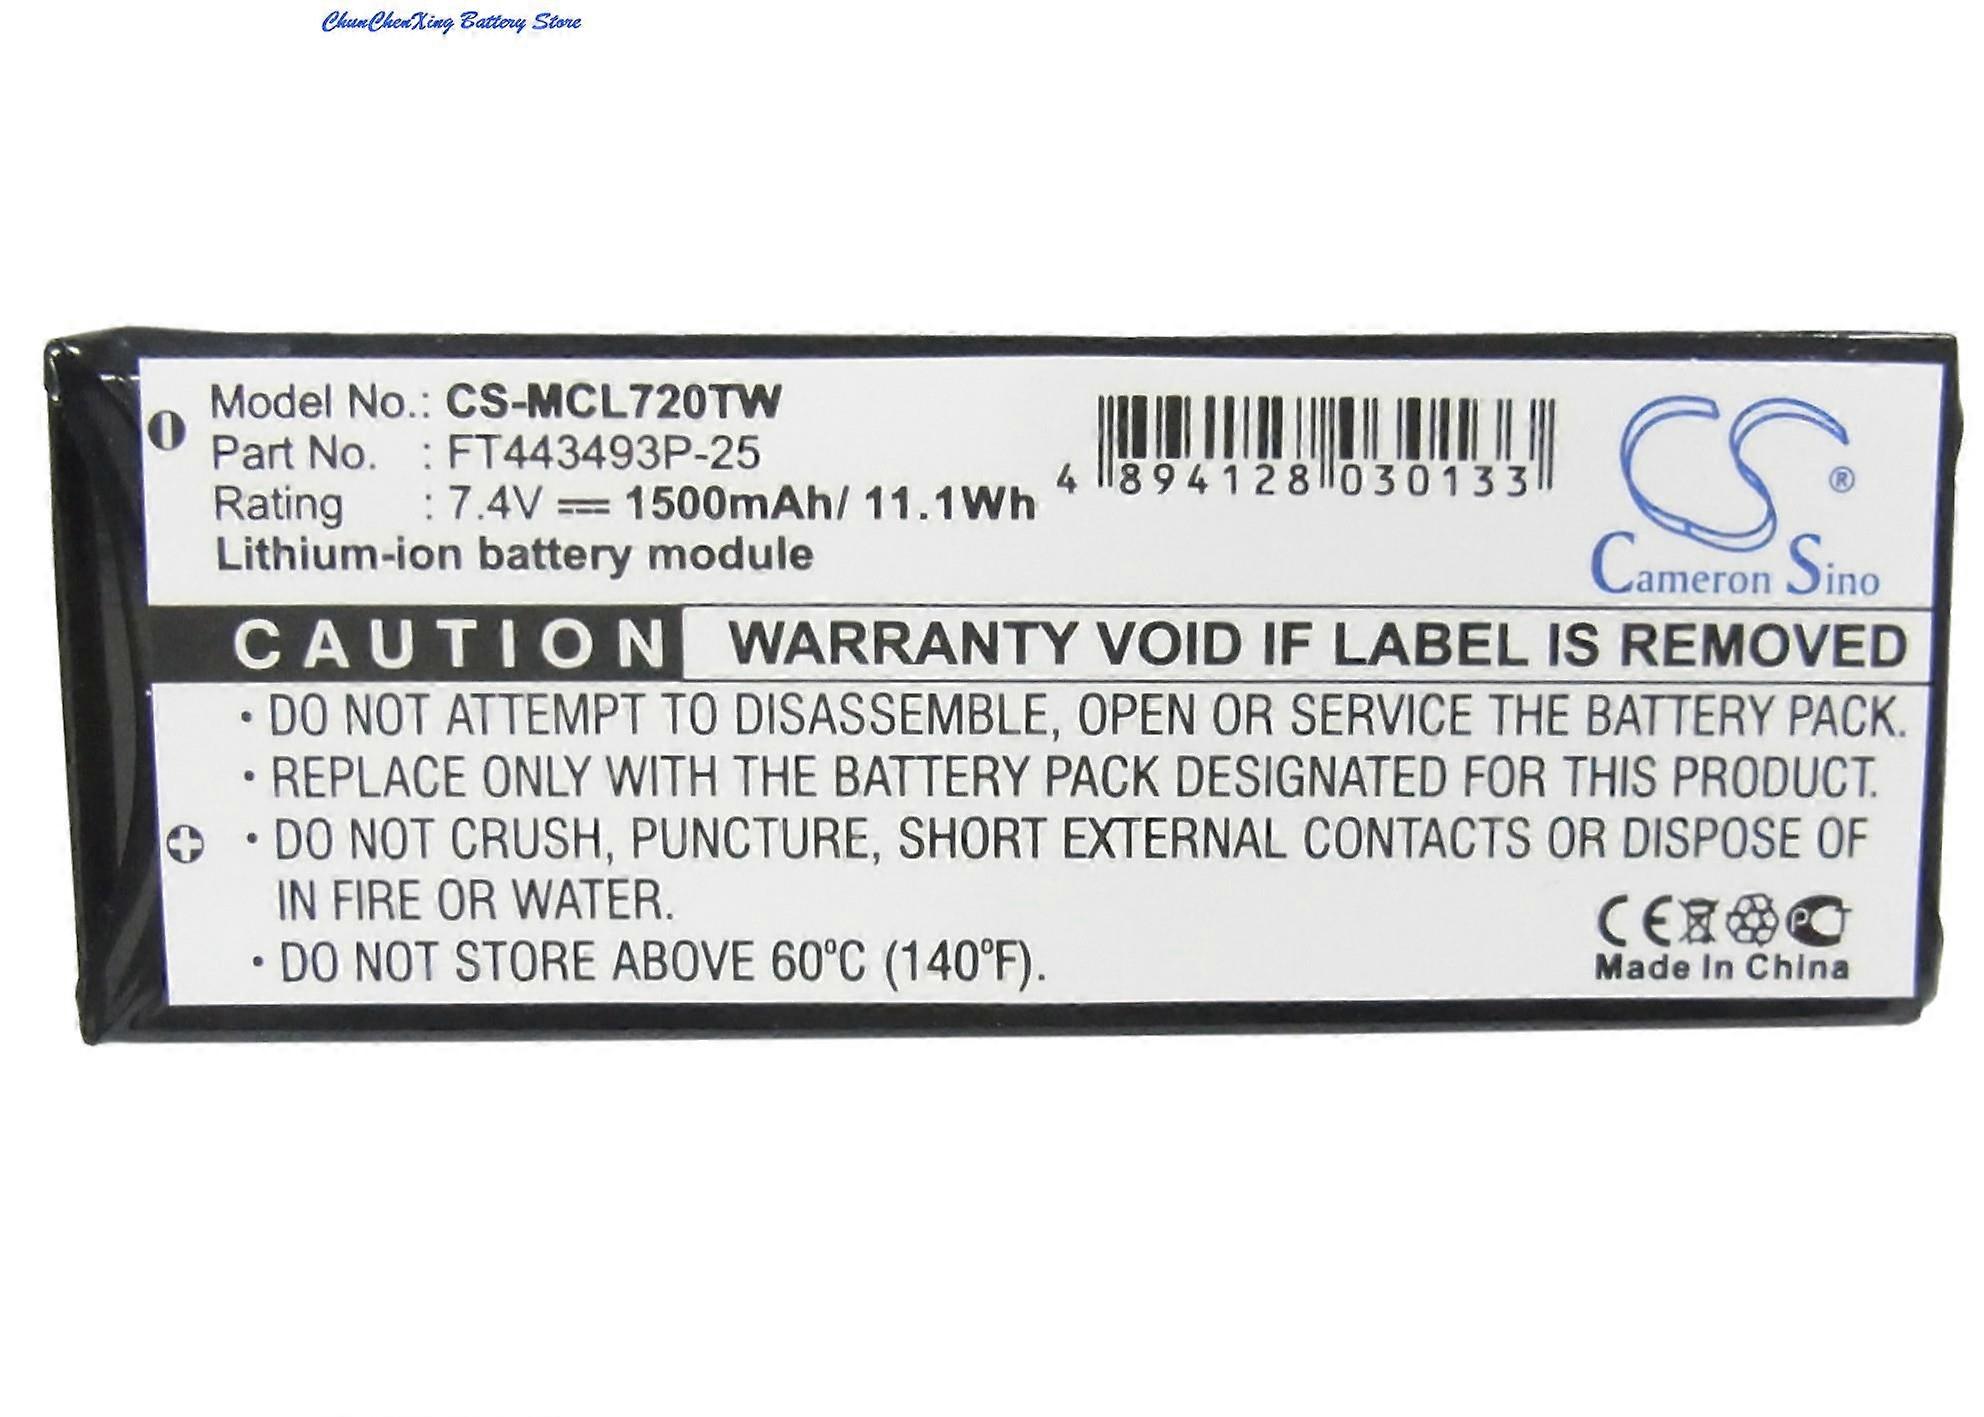 ChunChenXing Battery Store
Model No.: CS-MCL720TW
Part No. : FT443493P-25
Rating : 7.4V 1500mAh/ 11.1Wh
Lithium-ion battery module
4 894128 030133
CS ®
Cameron Sino
CAUTION WARRANTY VOID IF LABEL IS REMOVED
• DO NOT ATTEMPT TO DISASSEMBLE, OPEN OR SERVICE THE BATTERY PACK.
• REPLACE ONLY WITH THE BATTERY PACK DESIGNATED FOR THIS PRODUCT.
• DO NOT CRUSH, PUNCTURE, SHORT EXTERNAL CONTACTS OR DISPOSE OF
IN FIRE OR WATER.
• DO NOT STORE ABOVE 60ºC (140ºF).
CE PCT
Made In China